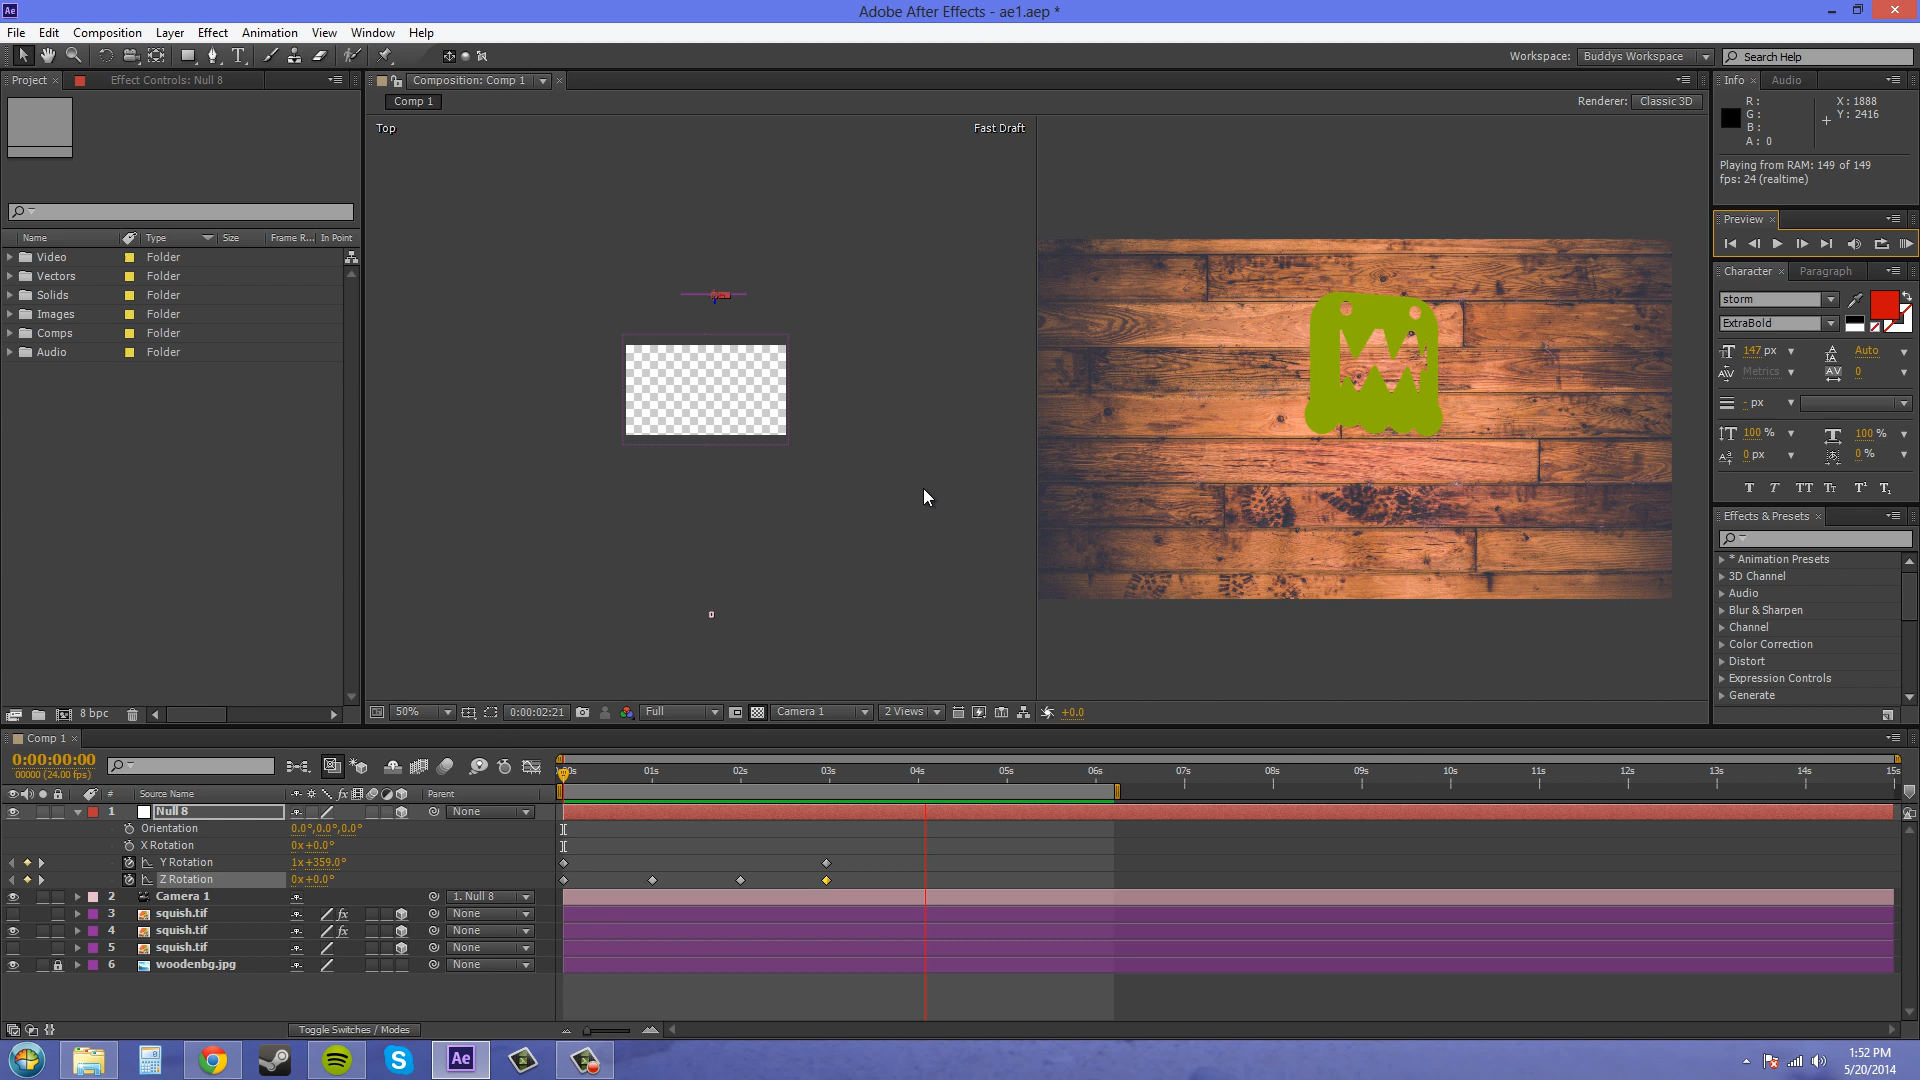 Ae
Adobe After Effects - ae1.aep *
File Edit Composition Layer Effect Animation View Window Help
Workspace: Buddys Workspace
Search Help
Project × Effect Controls: Null 8
Composition: Comp 1
Comp 1
Renderer: Classic 3D
Top
Fast Draft
Name Type Size Frame R... In Point
Video Folder
Vectors Folder
Solids Folder
Images Folder
Comps Folder
Audio Folder
8 bpc
50% 0:00:02:21 Full Camera 1 2 Views +0.0
Info × Audio
R:
G:
B:
A: 0
X: 1888
Y: 2416
Playing from RAM: 149 of 149
fps: 24 (realtime)
Preview ×
Character × Paragraph
storm
ExtraBold
147 px Auto
Metrics 0
- px
100 % 100 %
0 px 0 %
T T TT Tт T¹ T₁
Effects & Presets ×
* Animation Presets
3D Channel
Audio
Blur & Sharpen
Channel
Color Correction
Distort
Expression Controls
Generate
Comp 1 ×
0:00:00:00
00000 (24.00 fps)
:00s 01s 02s 03s 04s 05s 06s 07s 08s 09s 10s 11s 12s 13s 14s 15s
# Source Name fx Parent
1 Null 8 None
Orientation 0.0°,0.0°,0.0°
X Rotation 0x+0.0°
Y Rotation 1x+359.0°
Z Rotation 0x+0.0°
2 Camera 1 1. Null 8
3 squish.tif fx None
4 squish.tif fx None
5 squish.tif None
6 woodenbg.jpg None
Toggle Switches / Modes
Ae
1:52 PM
5/20/2014